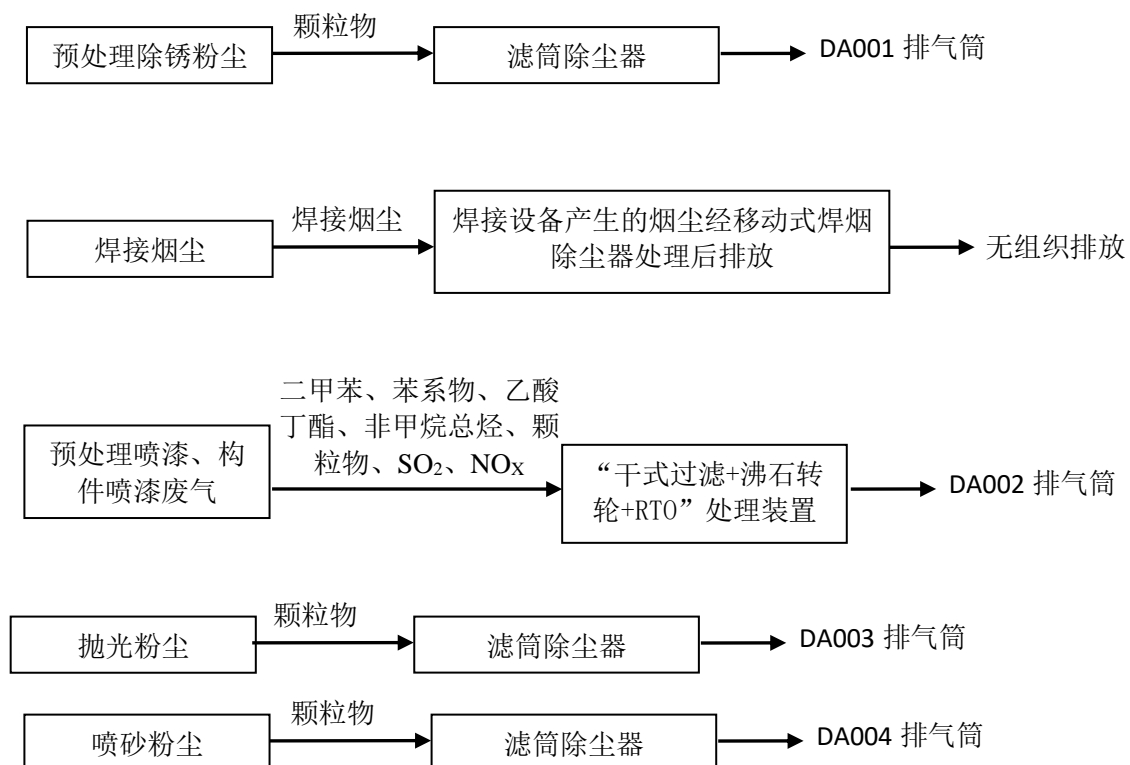 颗粒物
预处理除锈粉尘
滤筒除尘器
DA001 排气筒
焊接烟尘
焊接烟尘
焊接设备产生的烟尘经移动式焊烟
除尘器处理后排放
无组织排放
二甲苯、苯系物、乙酸
丁酯、非甲烷总烃、颗
粒物、SO₂、NOX
预处理喷漆、构
件喷漆废气
“干式过滤+沸石转
轮+RTO”处理装置
DA002 排气筒
颗粒物
抛光粉尘
滤筒除尘器
DA003 排气筒
颗粒物
喷砂粉尘
滤筒除尘器
DA004 排气筒